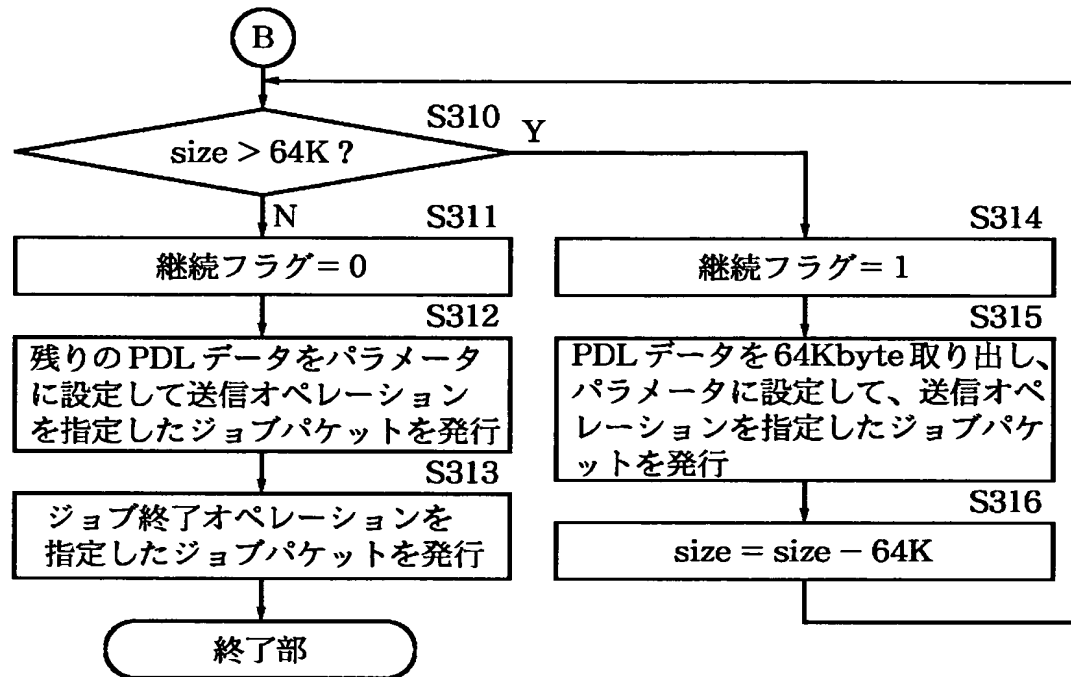 B
S310
size > 64K ?
Y
N
S311
継続フラグ＝0
S312
残りのPDLデータをパラメータ
に設定して送信オペレーション
を指定したジョブパケットを発行
S313
ジョブ終了オペレーションを
指定したジョブパケットを発行
終了部
S314
継続フラグ＝1
S315
PDLデータを64Kbyte取り出し、
パラメータに設定して、送信オペ
レーションを指定したジョブパケ
ットを発行
S316
size = size − 64K